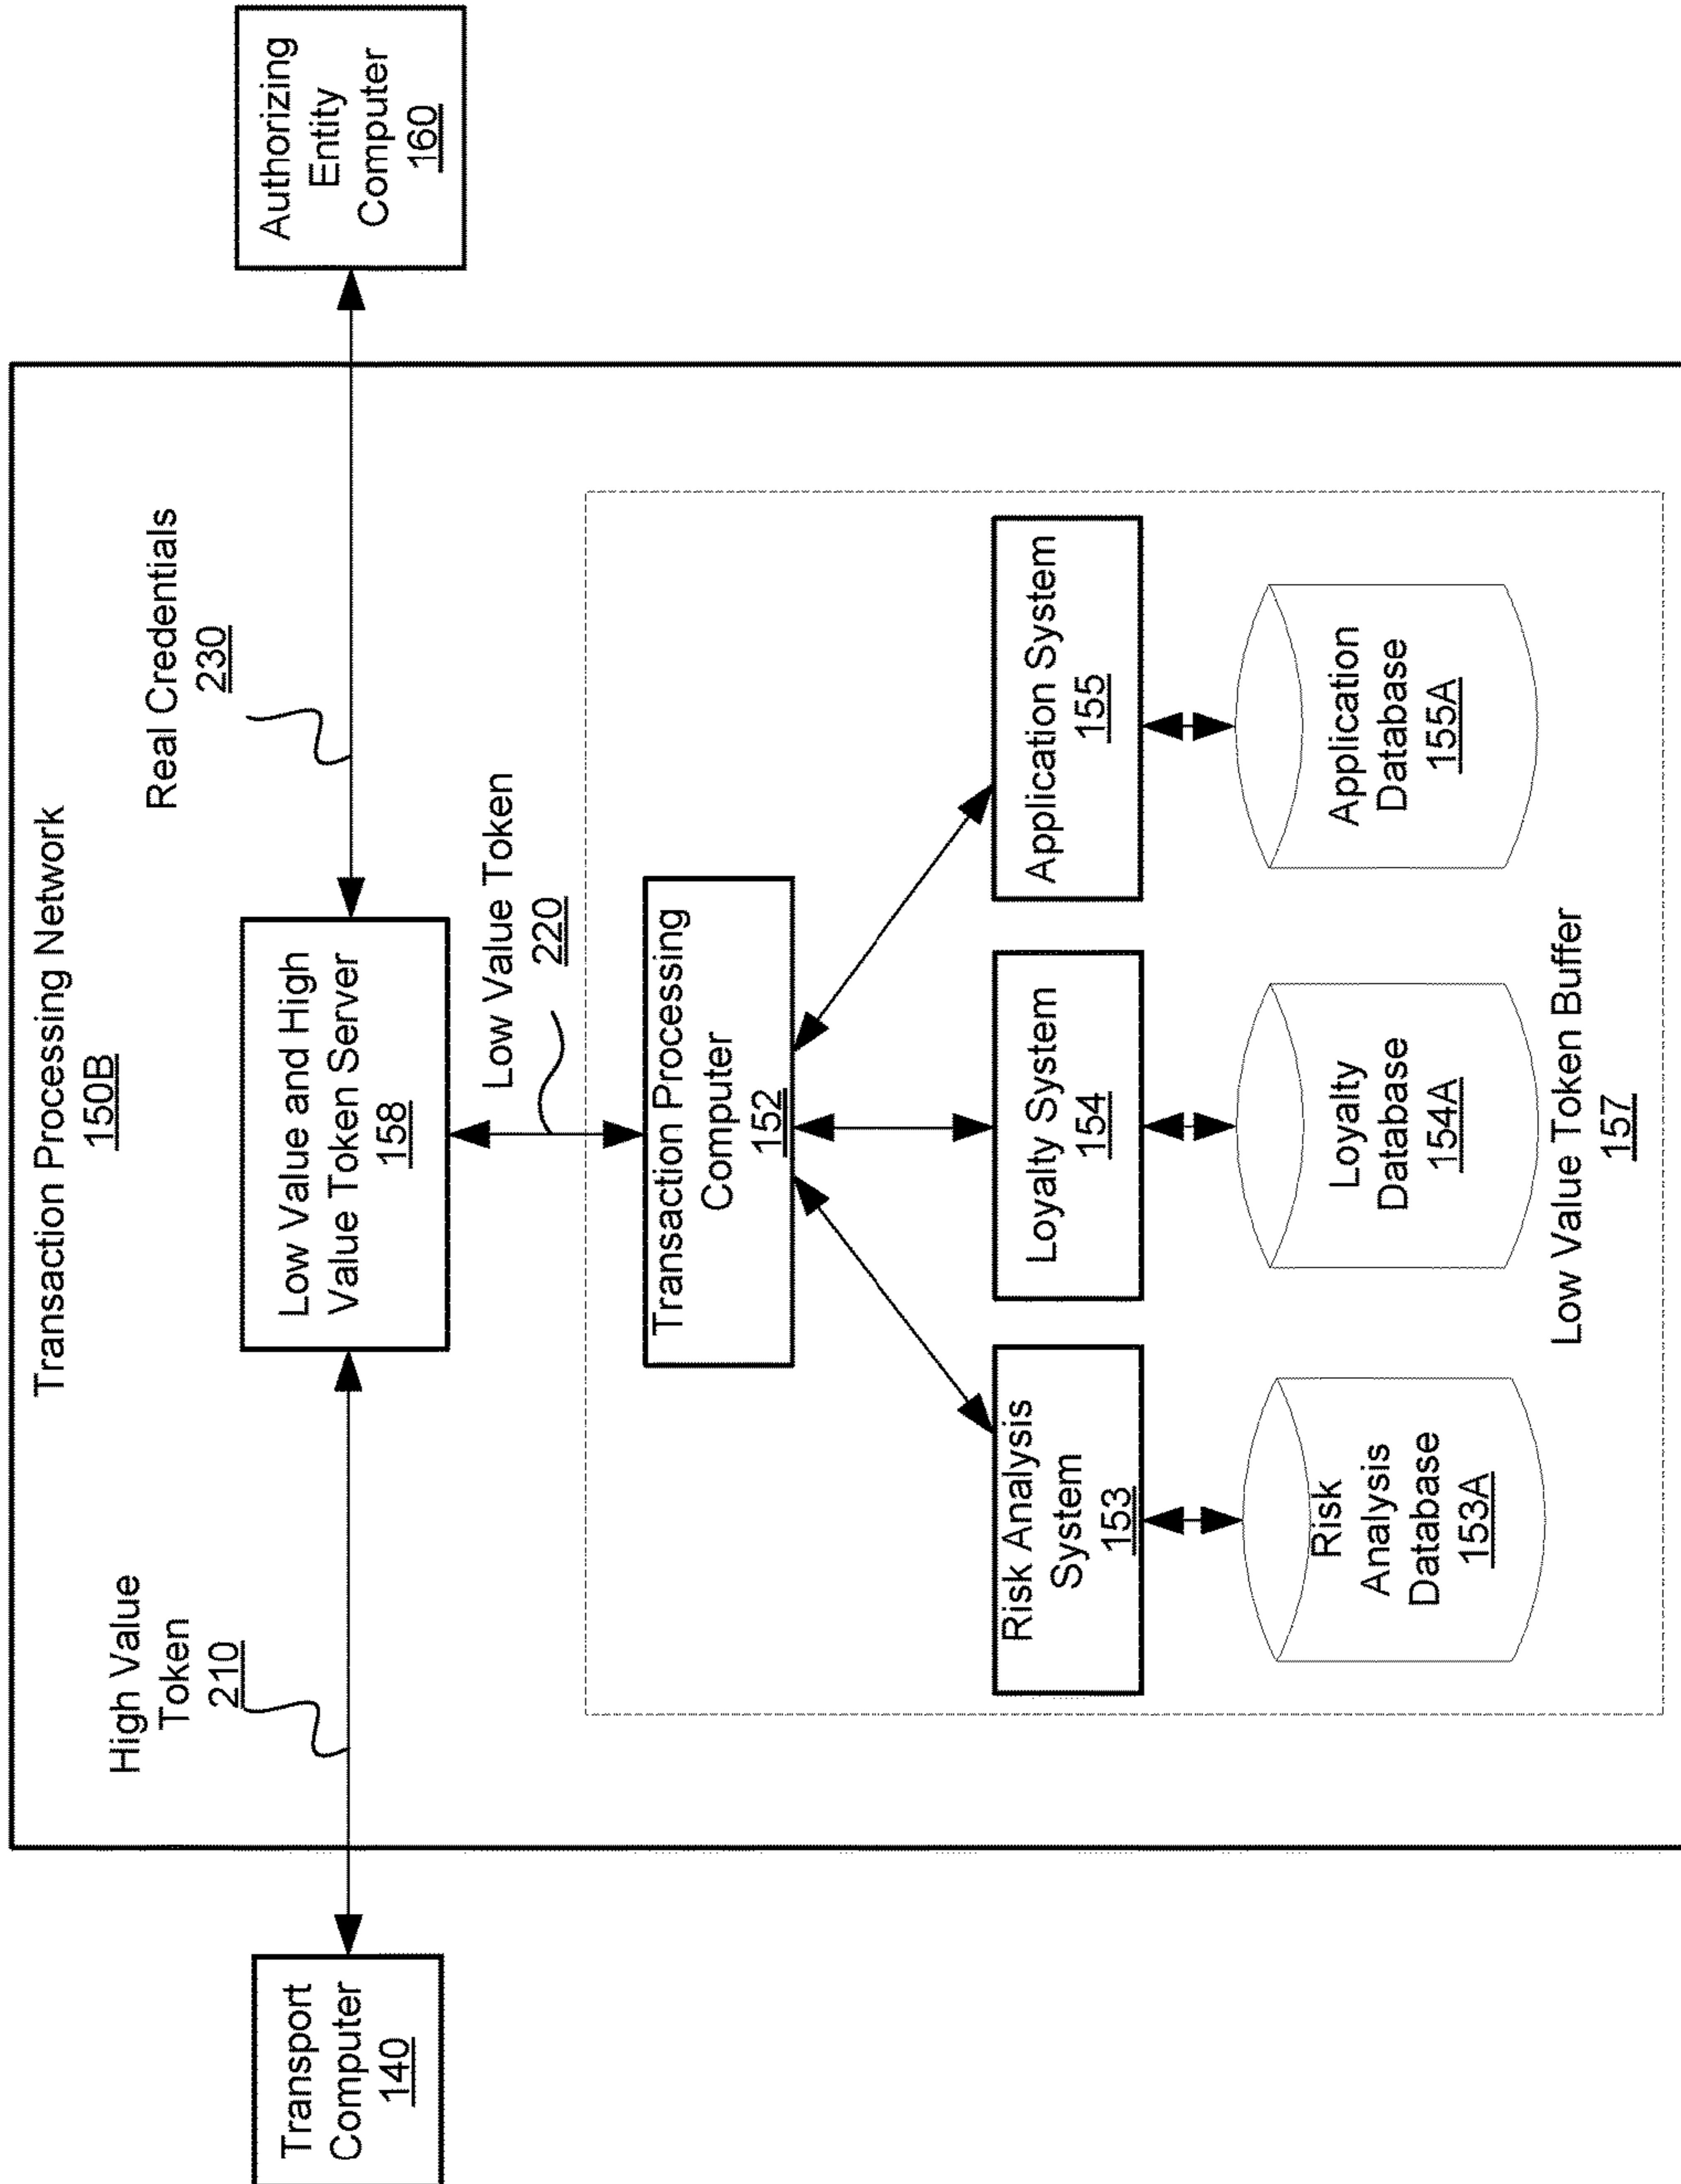 Transaction Processing Network
150B
High Value
Token
210
Real Credentials
230
Transport
Computer
140
Low Value and High
Value Token Server
158
Authorizing
Entity
Computer
160
Low Value Token
220
Transaction Processing
Computer
152
Risk Analysis
System
153
Loyalty System
154
Application System
155
Risk
Analysis
Database
153A
Loyalty
Database
154A
Application
Database
155A
Low Value Token Buffer
157